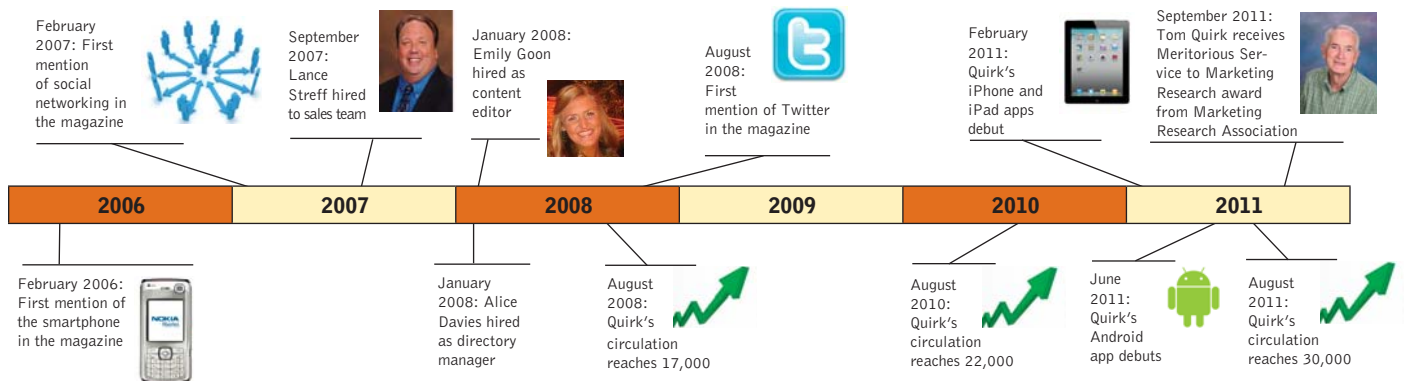 February
2007: First
mention
of social
networking in
the magazine
September
2007:
Lance
Streff hired
to sales team
January 2008:
Emily Goon
hired as
content
editor
August
2008:
First
mention of Twitter
in the magazine
February
2011:
Quirk's
iPhone and
iPad apps
debut
September 2011:
Tom Quirk receives
Meritorious Ser-
vice to Marketing
Research award
from Marketing
Research Association
2006
2007
2008
2009
2010
2011
February 2006:
First mention of
the smartphone
in the magazine
NOKIA
January
2008: Alice
Davies hired
as directory
manager
August
2008:
Quirk's
circulation
reaches 17,000
August
2010:
Quirk's
circulation
reaches 22,000
June
2011:
Quirk's
Android
app debuts
August
2011:
Quirk's
circulation
reaches 30,000